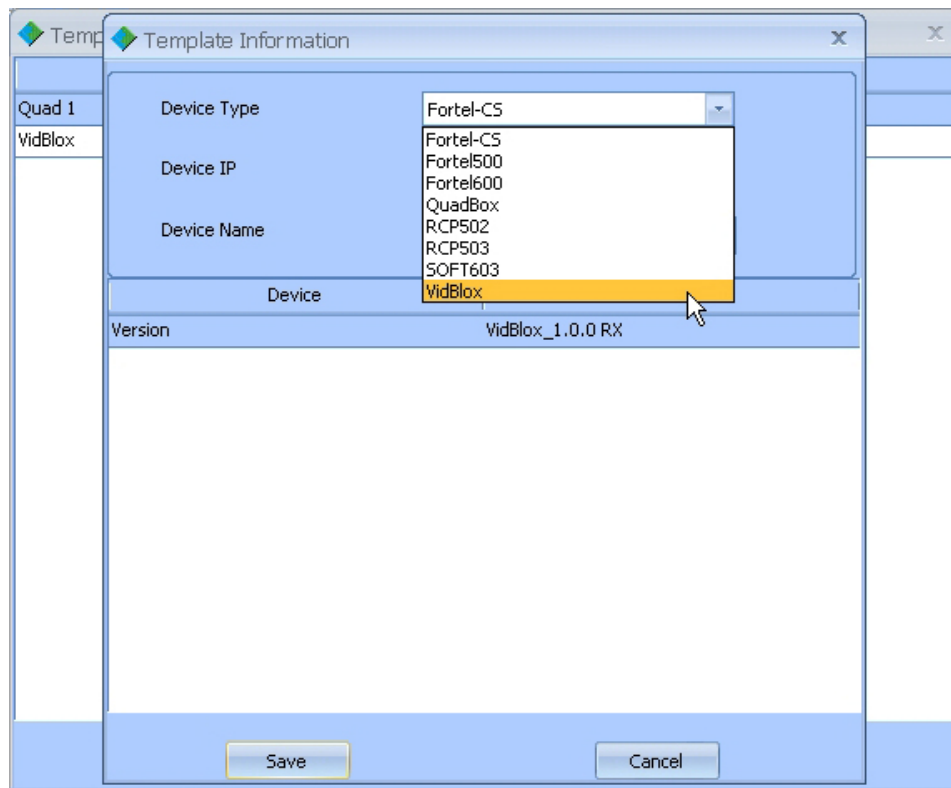 Temp
Template Information
Quad 1
VidBlox
Device Type
Fortel-CS
Fortel-CS
Fortel500
Fortel600
QuadBox
RCP502
RCP503
SOFT603
VidBlox
Device IP
Device Name
Device
Version
VidBlox_1.0.0 RX
Save
Cancel